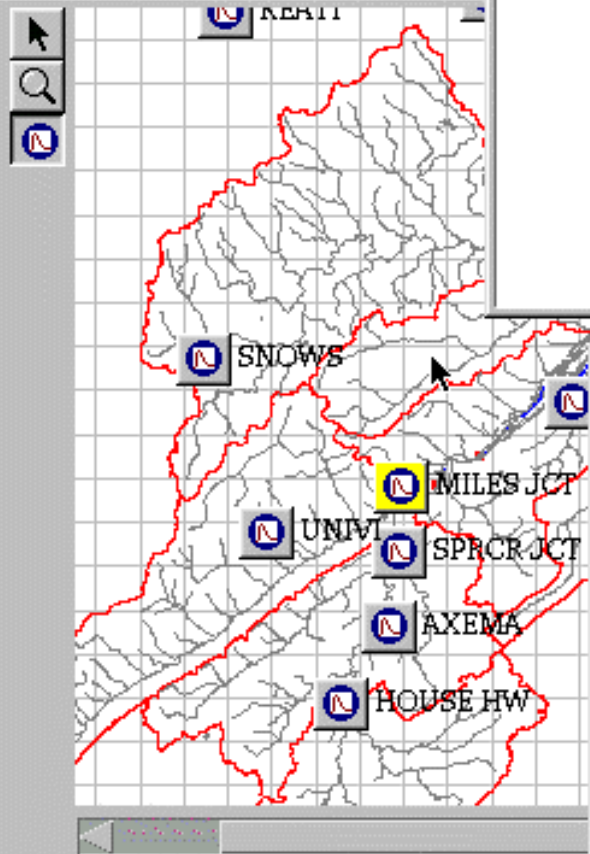 SNOWS
MILES JCT
UNIVI
SPRCR JCT
AXEMA
HOUSE HW